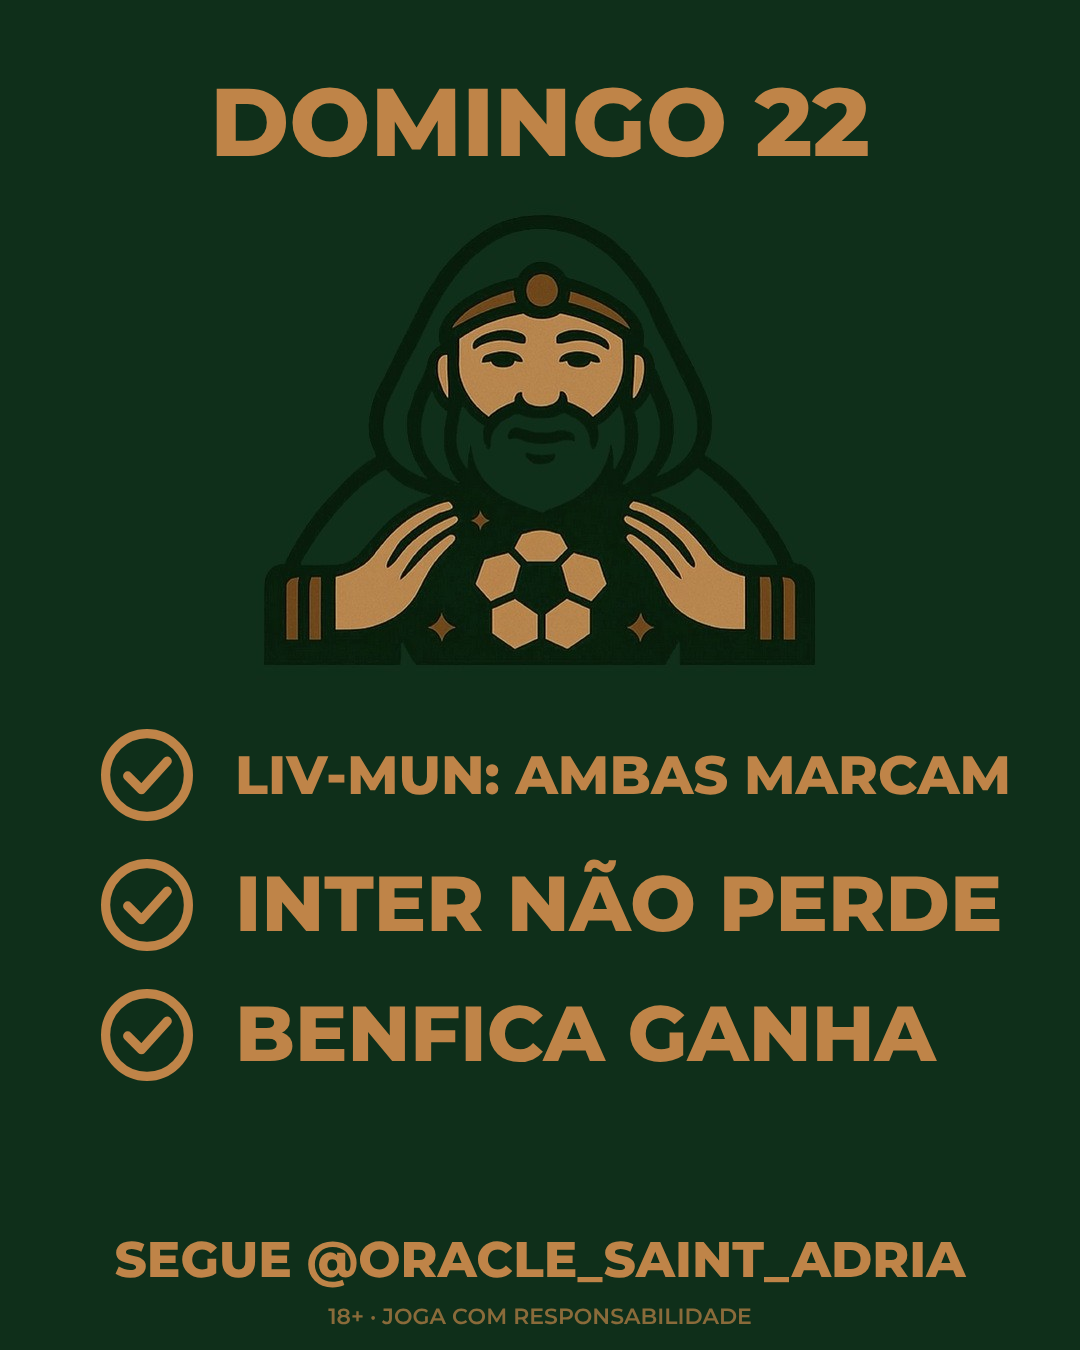 DOMINGO 22
LIV-MUN: AMBAS MARCAM
INTER NÃO PERDE
BENFICA GANHA
SEGUE @ORACLE_SAINT_ADRIA
18+ · JOGA COM RESPONSABILIDADE